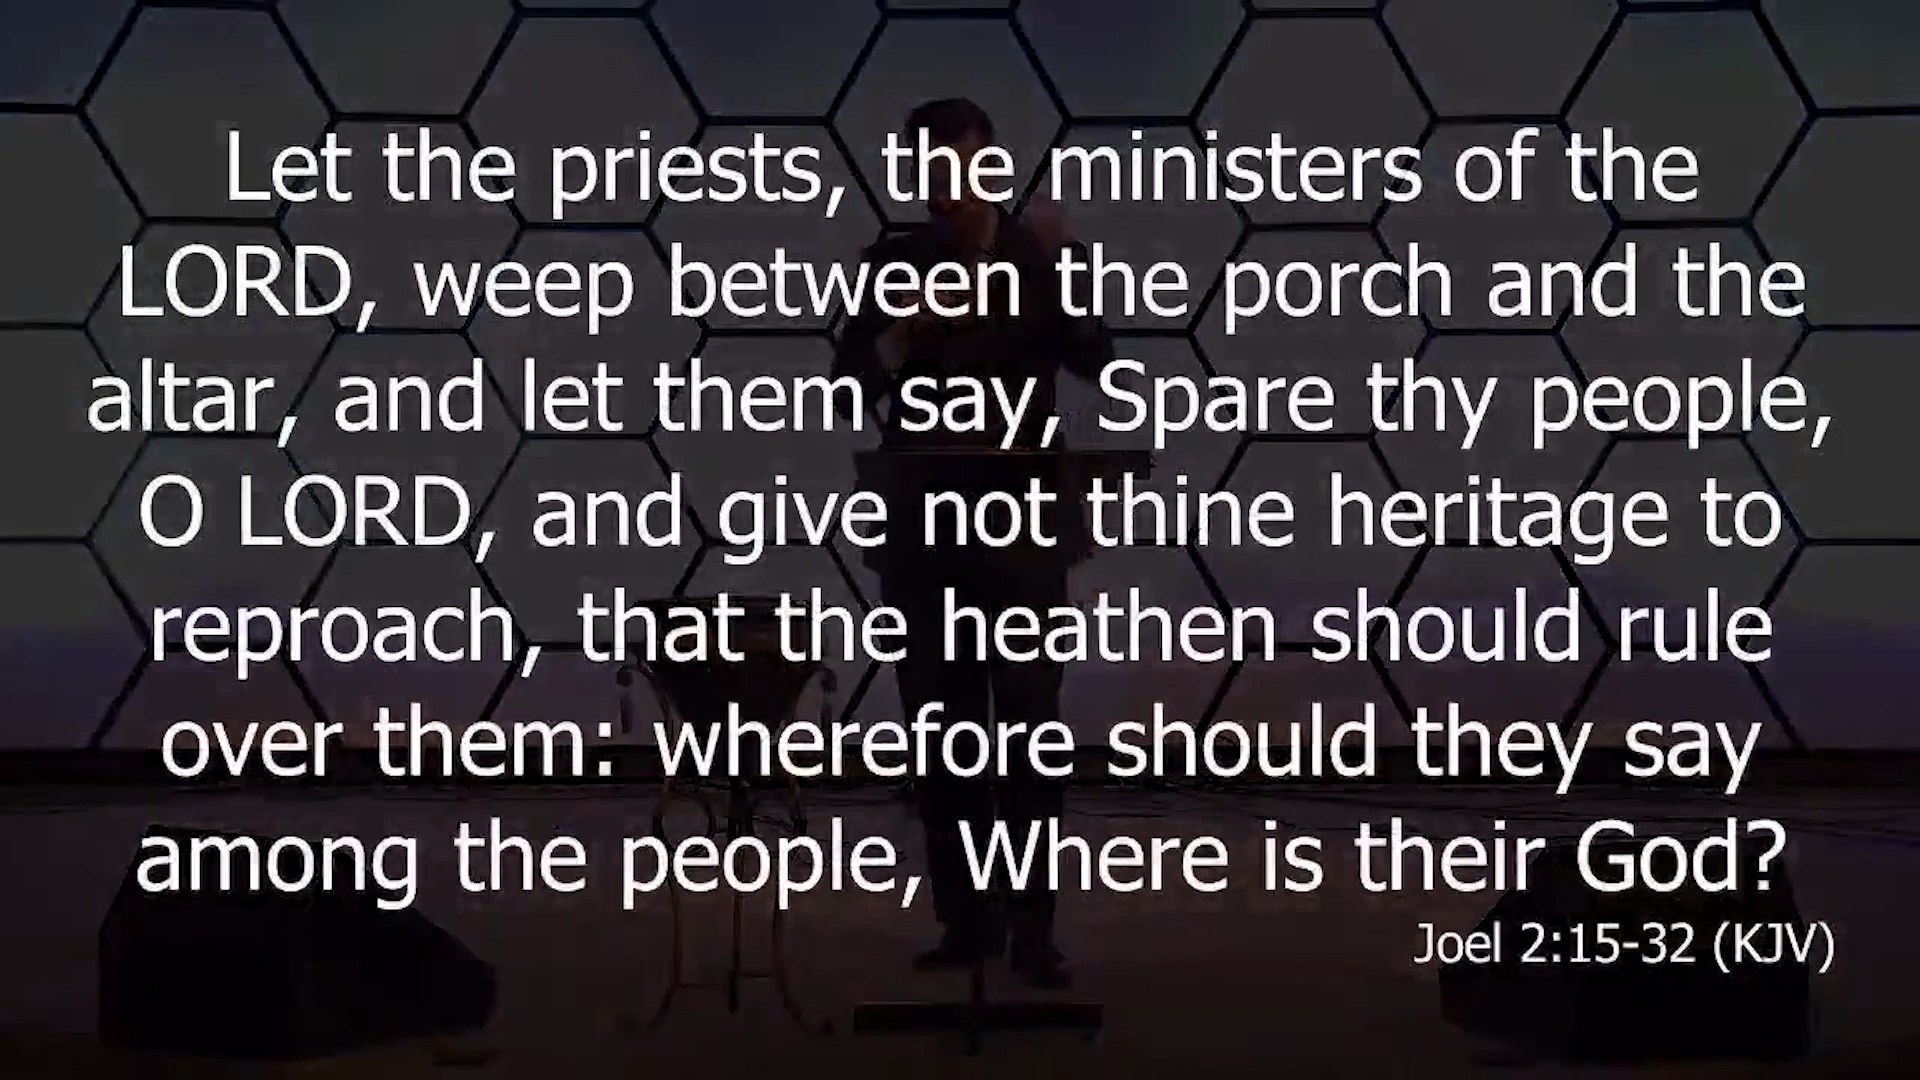 Let the priests, the ministers of the
LORD, weep between the porch and the
altar, and let them say, Spare thy people,
O LORD, and give not thine heritage to
reproach, that the heathen should rule
over them: wherefore should they say
among the people, Where is their God?
Joel 2:15-32 (KJV)